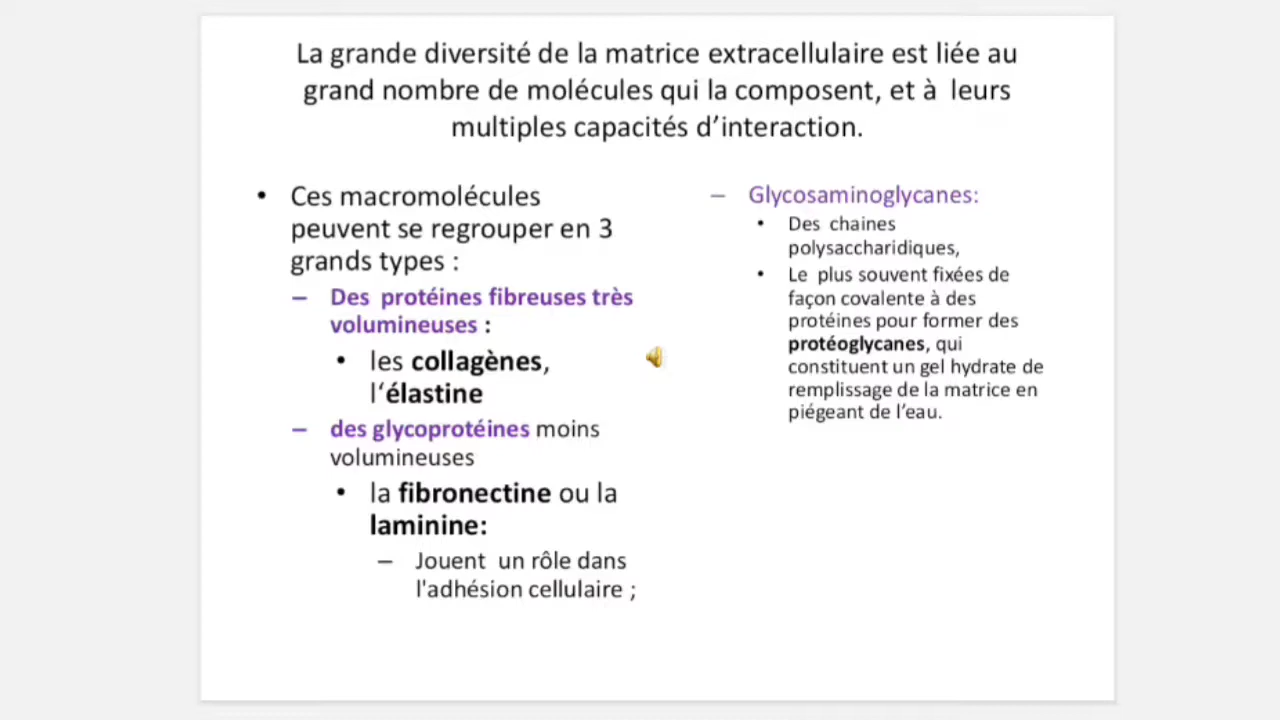 La grande diversité de la matrice extracellulaire est liée au
grand nombre de molécules qui la composent, et à leurs
multiples capacités d’interaction.
• Ces macromolécules
peuvent se regrouper en 3
grands types :
– Des protéines fibreuses très
volumineuses :
• les collagènes,
l‘élastine
– des glycoprotéines moins
volumineuses
• la fibronectine ou la
laminine:
– Jouent un rôle dans
l'adhésion cellulaire ;
– Glycosaminoglycanes:
• Des chaines
polysaccharidiques,
• Le plus souvent fixées de
façon covalente à des
protéines pour former des
protéoglycanes, qui
constituent un gel hydrate de
remplissage de la matrice en
piégeant de l’eau.